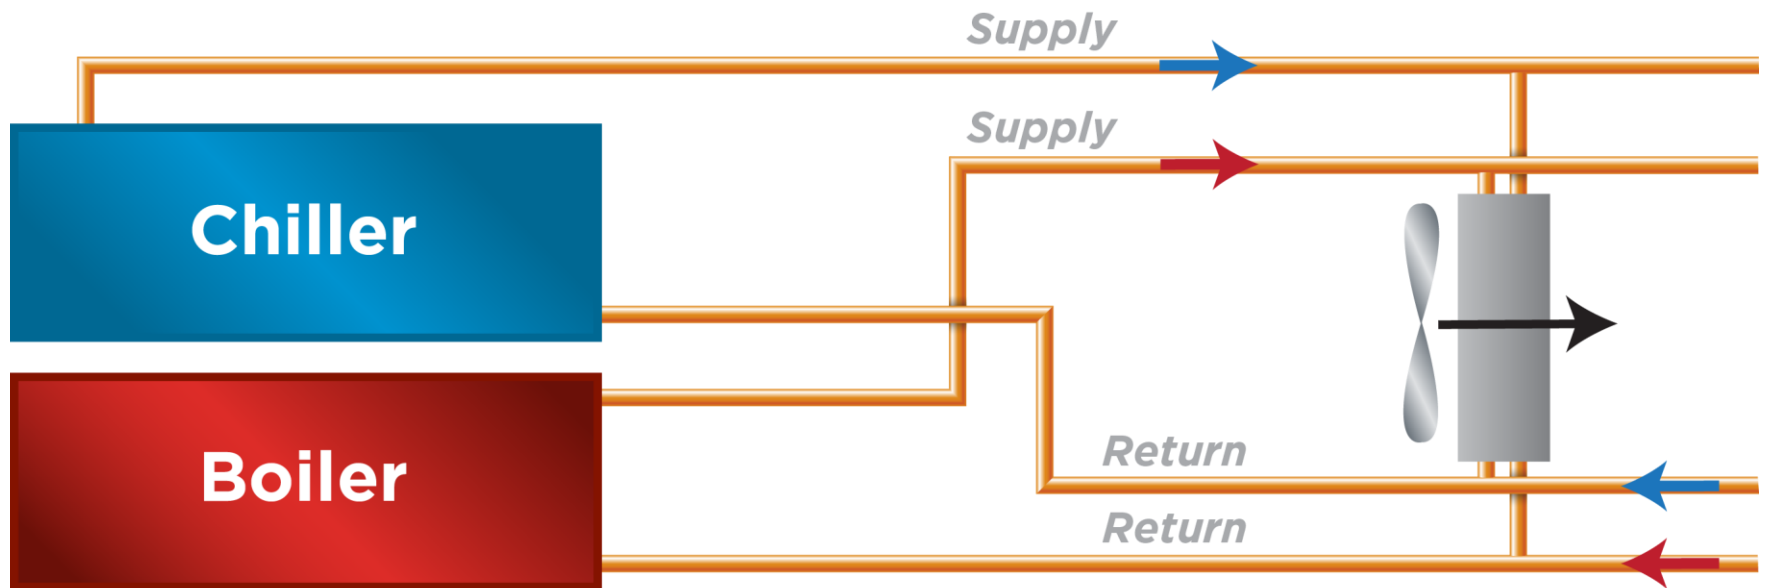 Supply
Supply
Chiller
Boiler
Return
Return